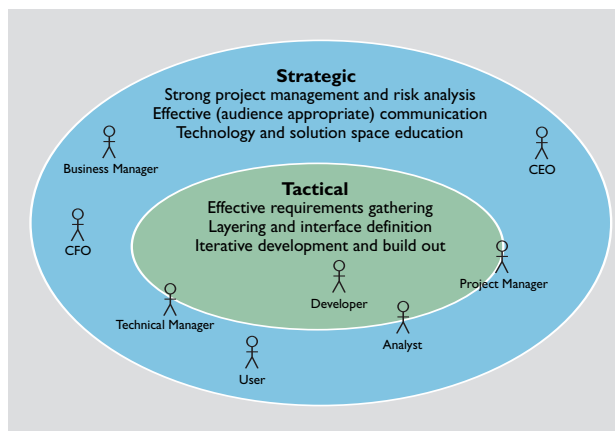 Strategic
Strong project management and risk analysis
Effective (audience appropriate) communication
Technology and solution space education
Business Manager
CEO
Tactical
Effective requirements gathering
Layering and interface definition
Iterative development and build out
CFO
Project Manager
Developer
Technical Manager
Analyst
User